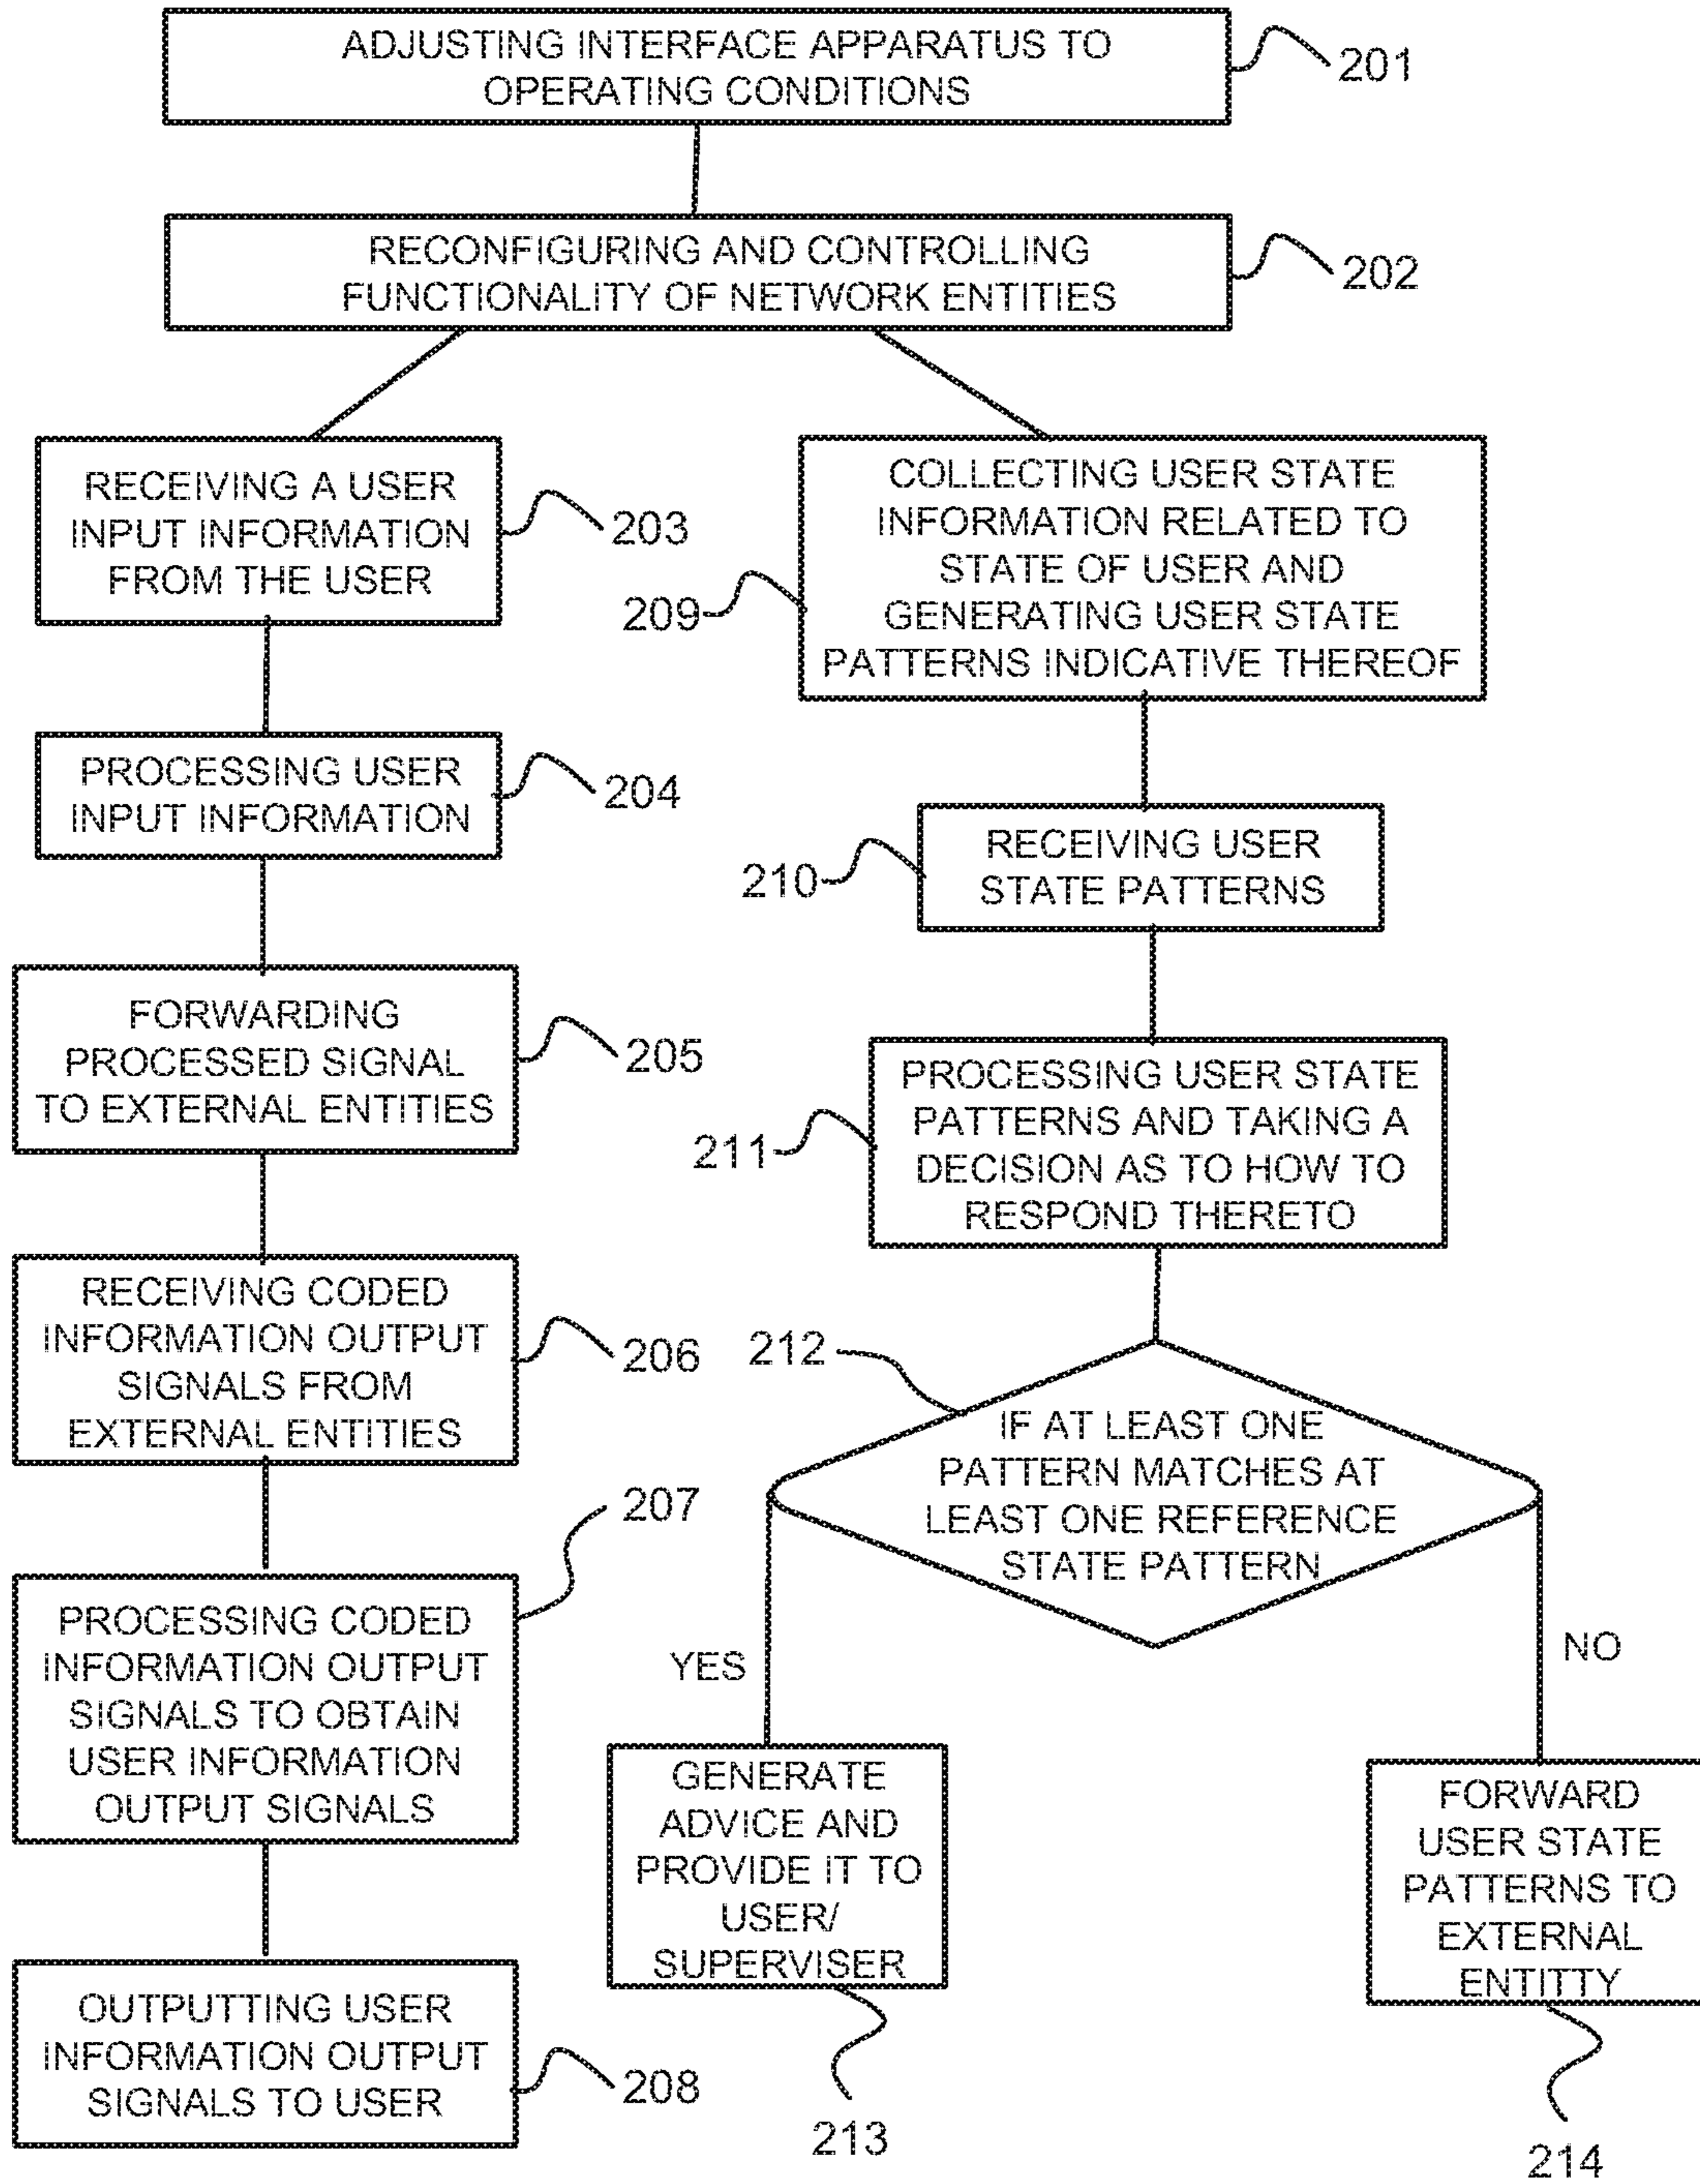 ADJUSTING INTERFACE APPARATUS TO
OPERATING CONDITIONS
201
RECONFIGURING AND CONTROLLING
FUNCTIONALITY OF NETWORK ENTITIES
202
RECEIVING A USER
INPUT INFORMATION
FROM THE USER
203
PROCESSING USER
INPUT INFORMATION
204
FORWARDING
PROCESSED SIGNAL
TO EXTERNAL ENTITIES
205
RECEIVING CODED
INFORMATION OUTPUT
SIGNALS FROM
EXTERNAL ENTITIES
206
PROCESSING CODED
INFORMATION OUTPUT
SIGNALS TO OBTAIN
USER INFORMATION
OUTPUT SIGNALS
207
OUTPUTTING USER
INFORMATION OUTPUT
SIGNALS TO USER
208
COLLECTING USER STATE
INFORMATION RELATED TO
STATE OF USER AND
GENERATING USER STATE
PATTERNS INDICATIVE THEREOF
209
RECEIVING USER
STATE PATTERNS
210
PROCESSING USER STATE
PATTERNS AND TAKING A
DECISION AS TO HOW TO
RESPOND THERETO
211
212
IF AT LEAST ONE
PATTERN MATCHES AT
LEAST ONE REFERENCE
STATE PATTERN
YES
NO
GENERATE
ADVICE AND
PROVIDE IT TO
USER/
SUPERVISER
213
FORWARD
USER STATE
PATTERNS TO
EXTERNAL
ENTITTY
214